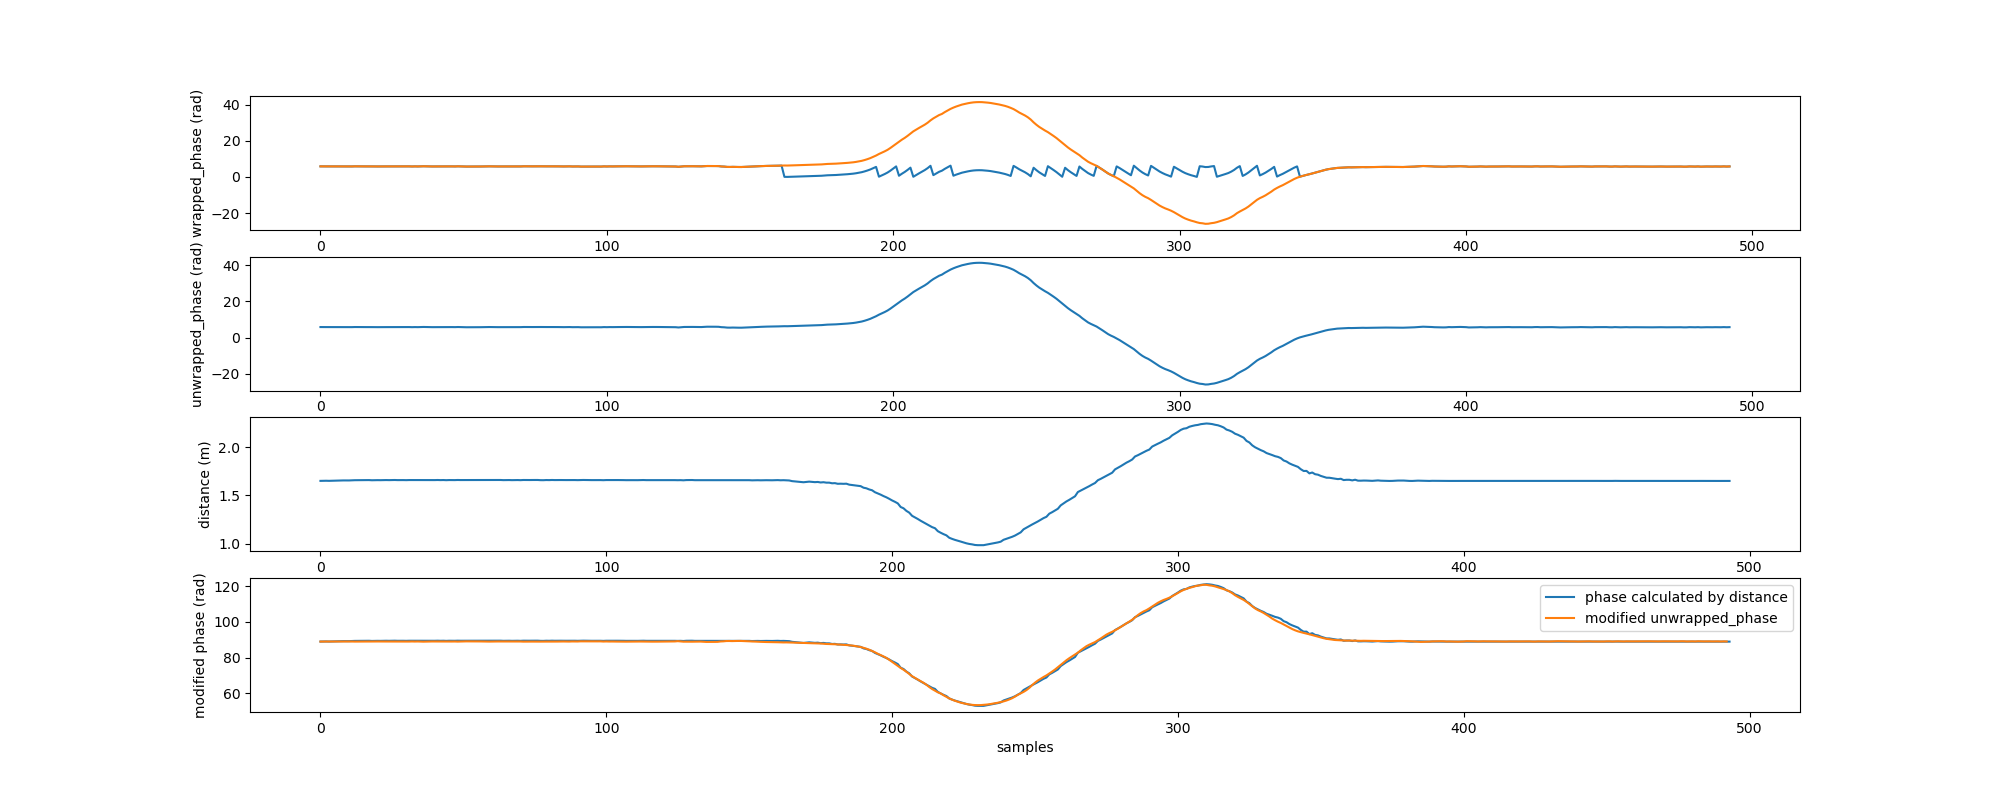 wrapped_phase (rad)
40
20
0
−20
0 100 200 300 400 500
unwrapped_phase (rad)
40
20
0
−20
0 100 200 300 400 500
distance (m)
2.0
1.5
1.0
0 100 200 300 400 500
modified phase (rad)
120
100
80
60
phase calculated by distance
modified unwrapped_phase
0 100 200 300 400 500
samples